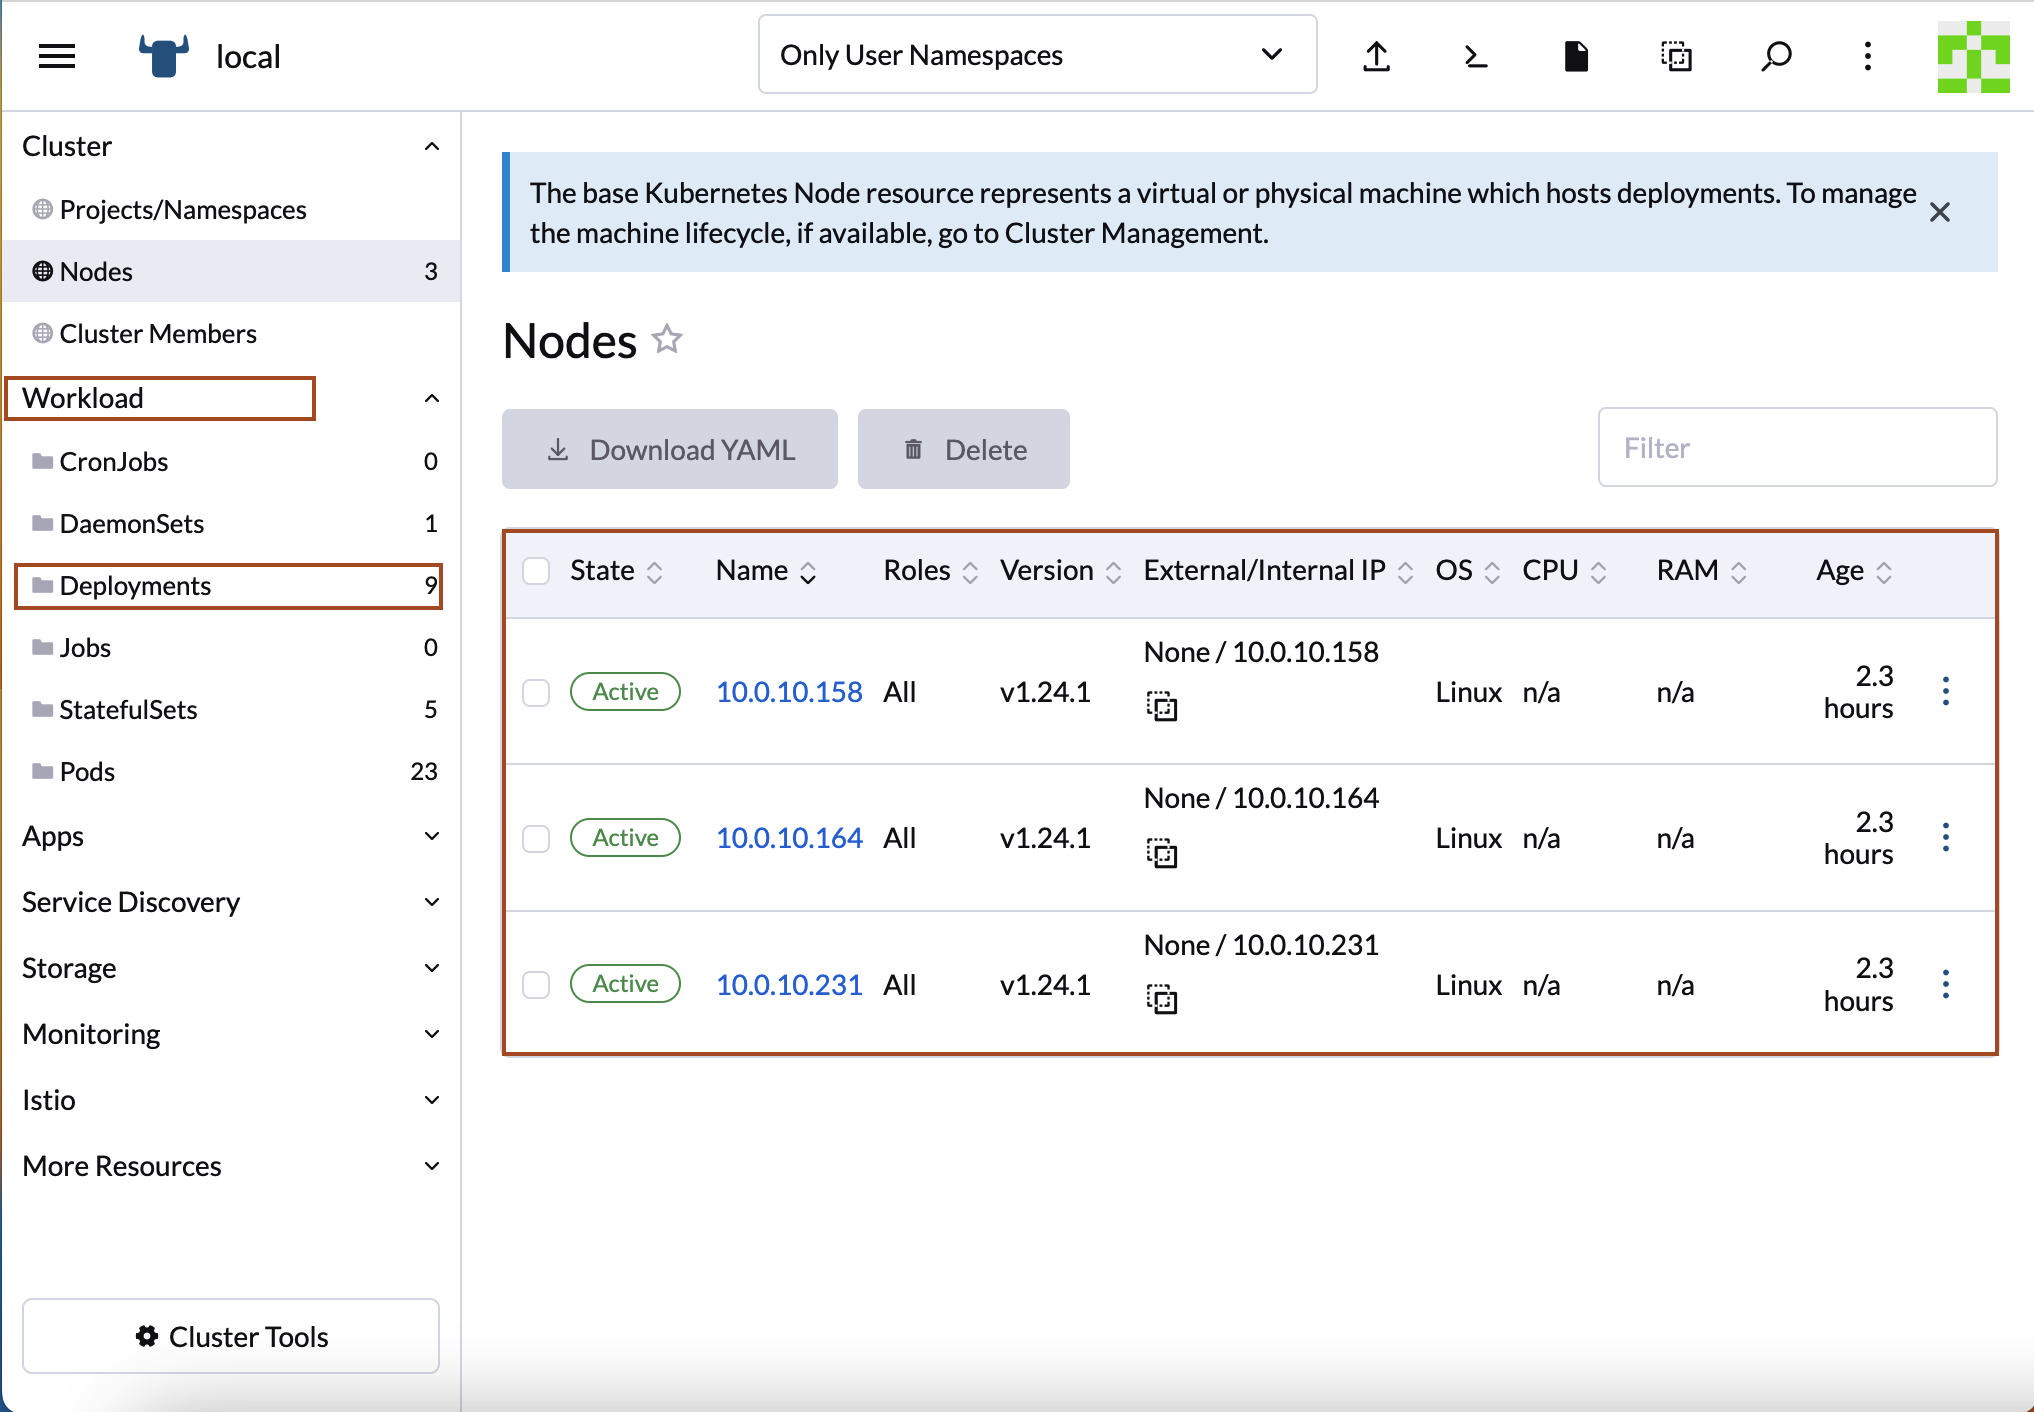 local
Only User Namespaces
Cluster
Projects/Namespaces
Nodes 3
Cluster Members
Workload
CronJobs 0
DaemonSets 1
Deployments 9
Jobs 0
StatefulSets 5
Pods 23
Apps
Service Discovery
Storage
Monitoring
Istio
More Resources
Cluster Tools
The base Kubernetes Node resource represents a virtual or physical machine which hosts deployments. To manage
the machine lifecycle, if available, go to Cluster Management.
Nodes
Download YAML Delete Filter
State Name Roles Version External/Internal IP OS CPU RAM Age
None / 10.0.10.158
Active 10.0.10.158 All v1.24.1 Linux n/a n/a 2.3
hours
None / 10.0.10.164
Active 10.0.10.164 All v1.24.1 Linux n/a n/a 2.3
hours
None / 10.0.10.231
Active 10.0.10.231 All v1.24.1 Linux n/a n/a 2.3
hours